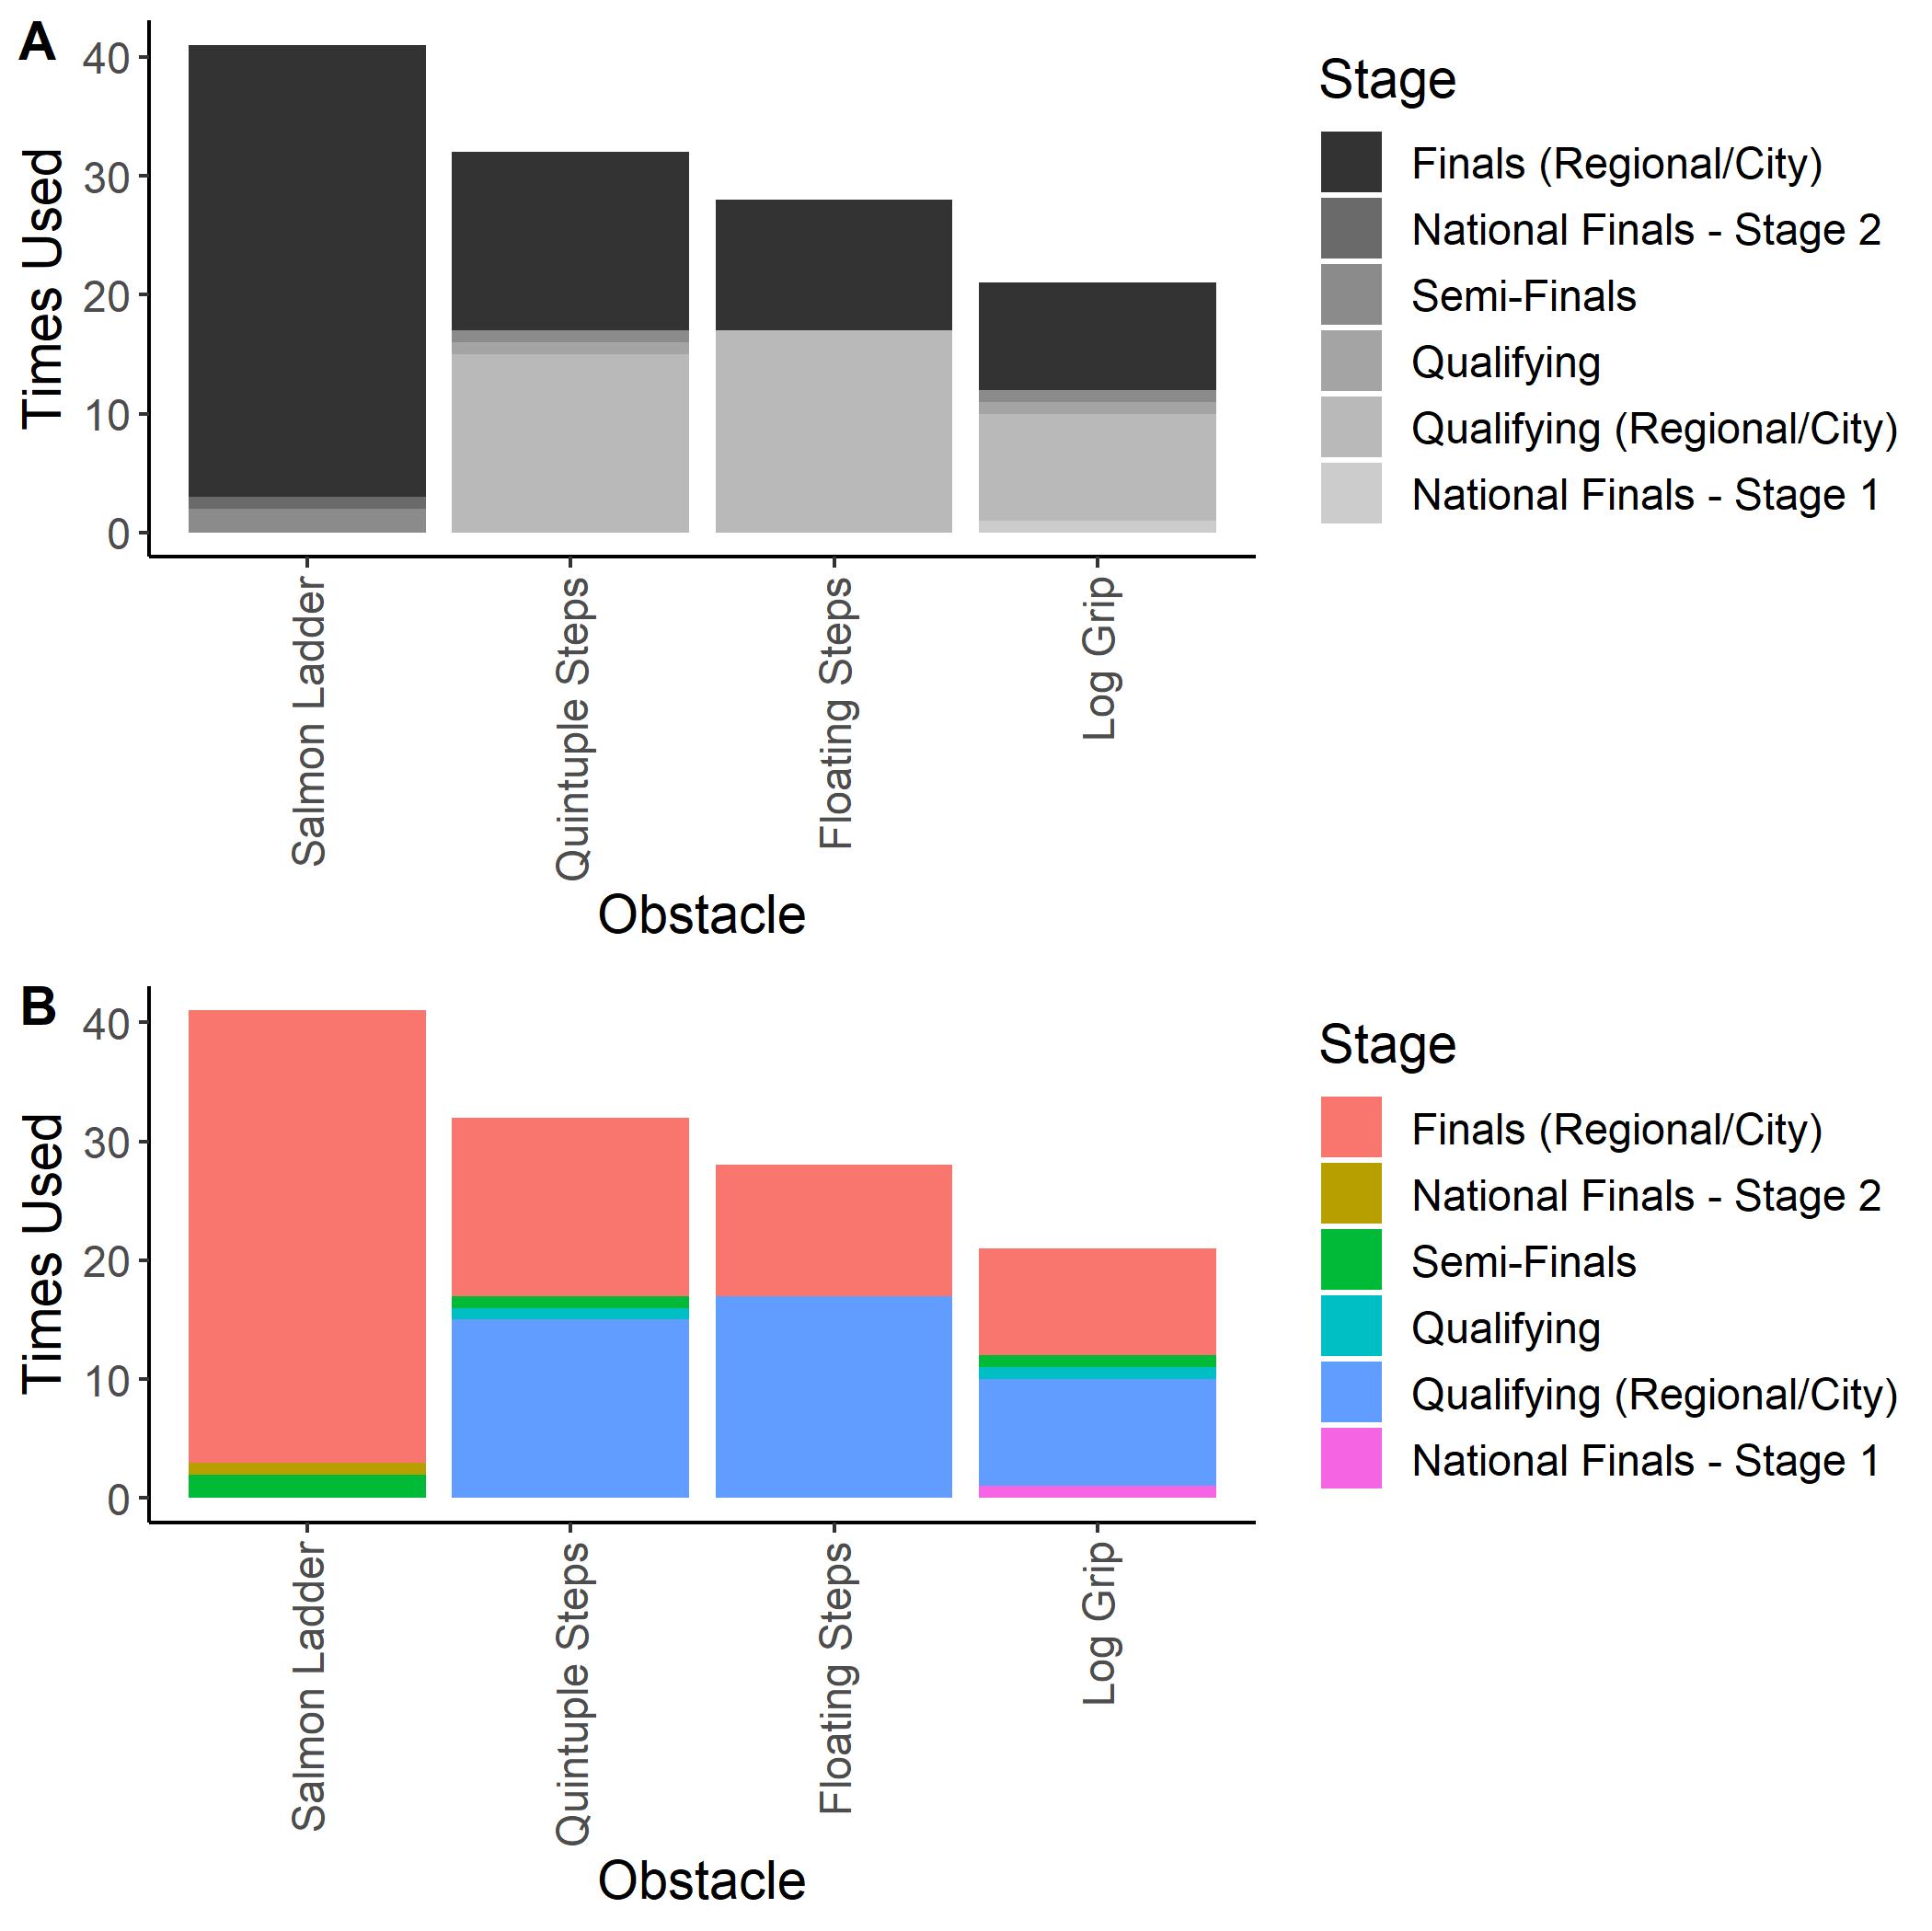 A
40
30
20
10
0
Times Used
Salmon Ladder
Quintuple Steps
Floating Steps
Log Grip
Obstacle
Stage
Finals (Regional/City)
National Finals - Stage 2
Semi-Finals
Qualifying
Qualifying (Regional/City)
National Finals - Stage 1
B
40
30
20
10
0
Times Used
Salmon Ladder
Quintuple Steps
Floating Steps
Log Grip
Obstacle
Stage
Finals (Regional/City)
National Finals - Stage 2
Semi-Finals
Qualifying
Qualifying (Regional/City)
National Finals - Stage 1